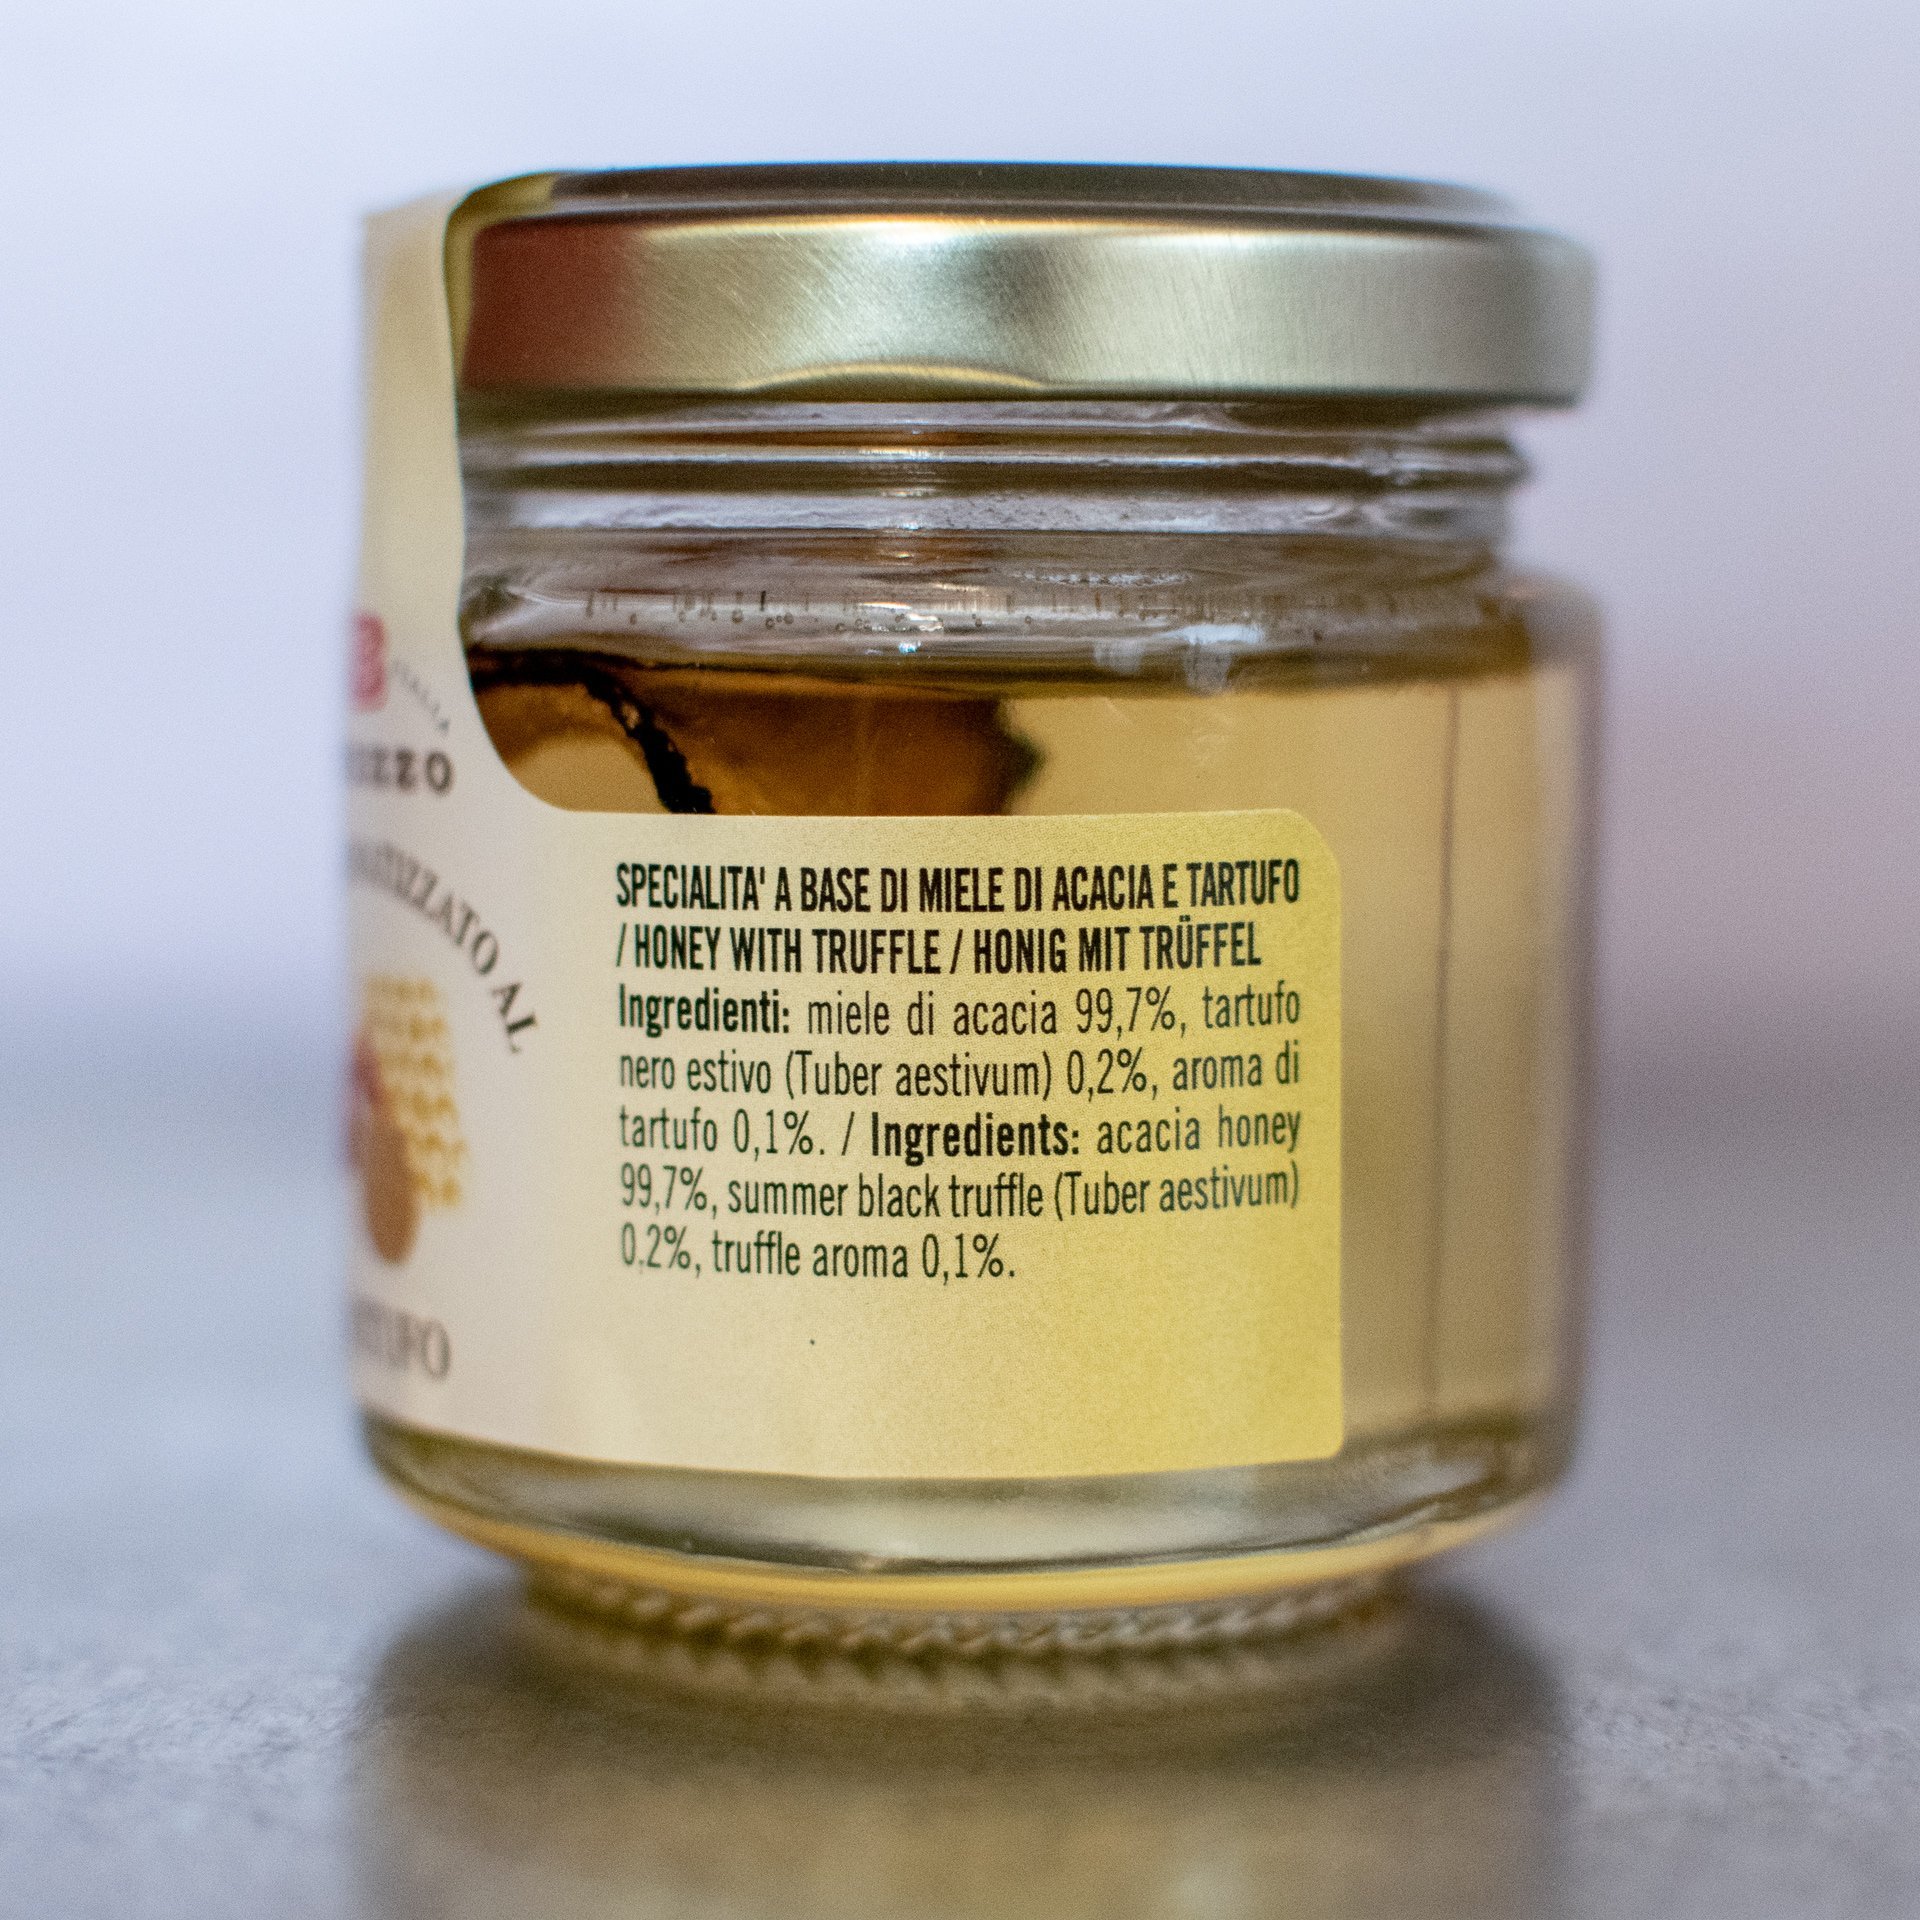 SPECIALITA' A BASE DI MIELE DI ACACIA E TARTUFO
/ HONEY WITH TRUFFLE / HONIG MIT TRÜFFEL
Ingredienti: miele di acacia 99,7%, tartufo
nero estivo (Tuber aestivum) 0,2%, aroma di
tartufo 0,1%. / Ingredients: acacia honey
99,7%, summer black truffle (Tuber aestivum)
0.2%, truffle aroma 0,1%.
AL